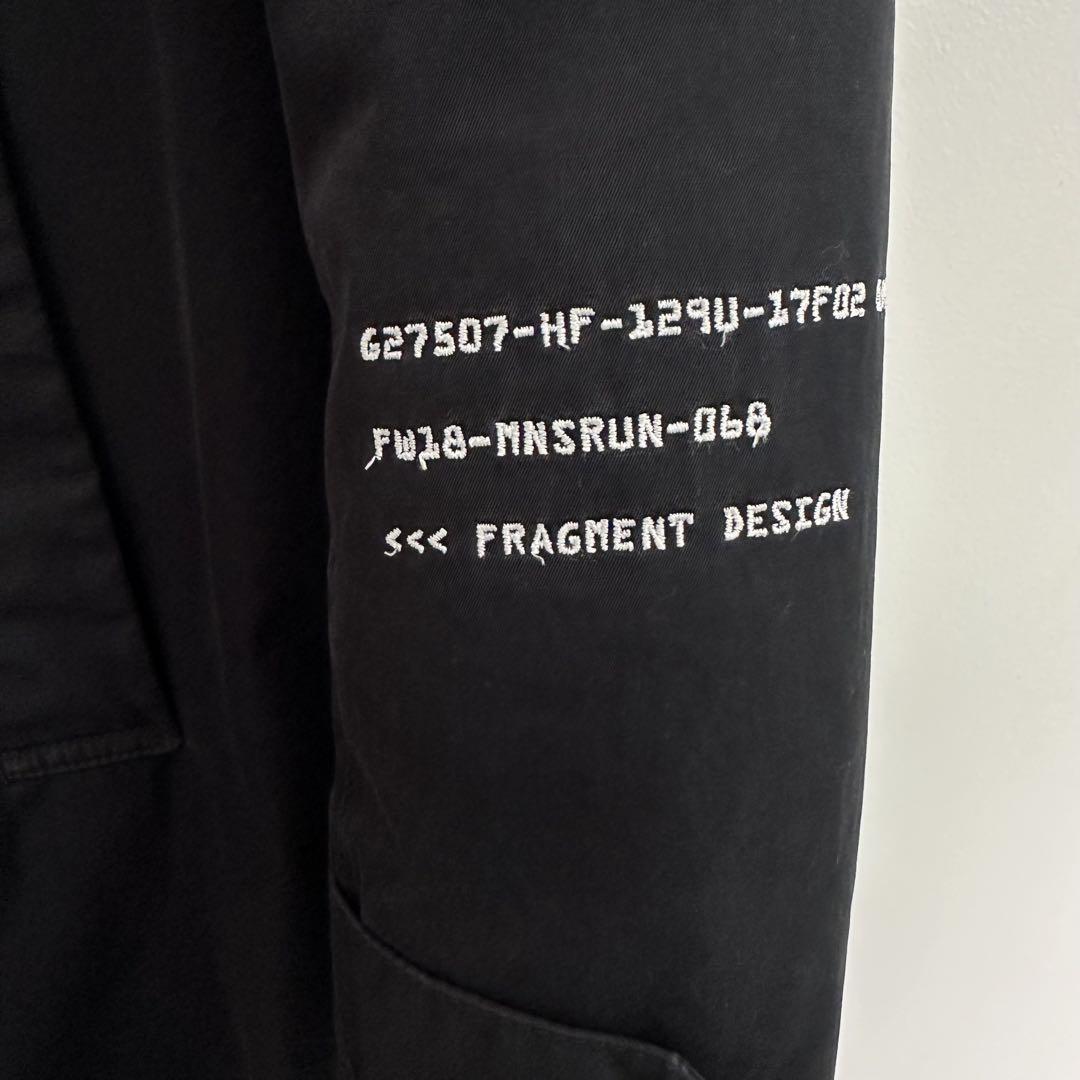 G27507-HF-129U-17F02
FW18-MNSRUN-068
<<< FRAGMENT DESIGN